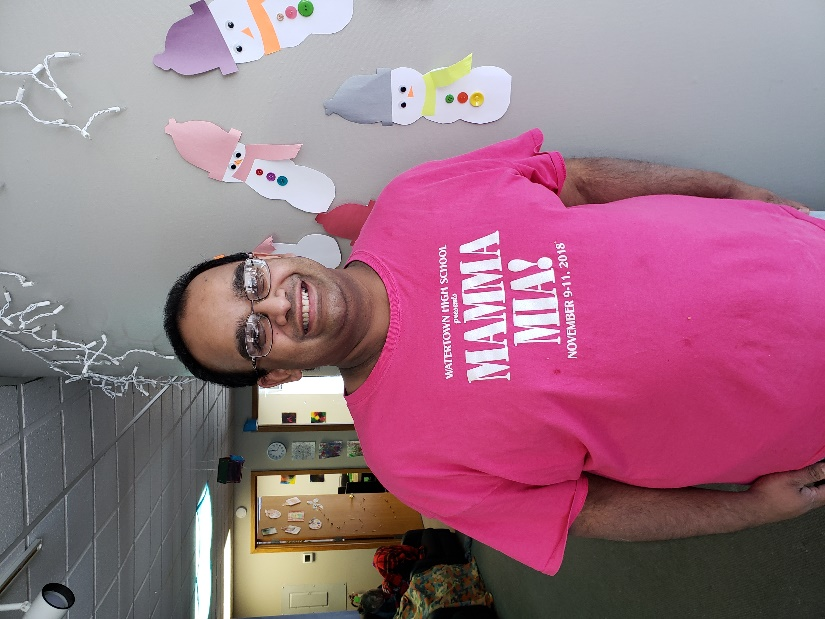 WATERTOWN HIGH SCHOOL
presents
MAMMA
MIA!
NOVEMBER 9-11, 2018